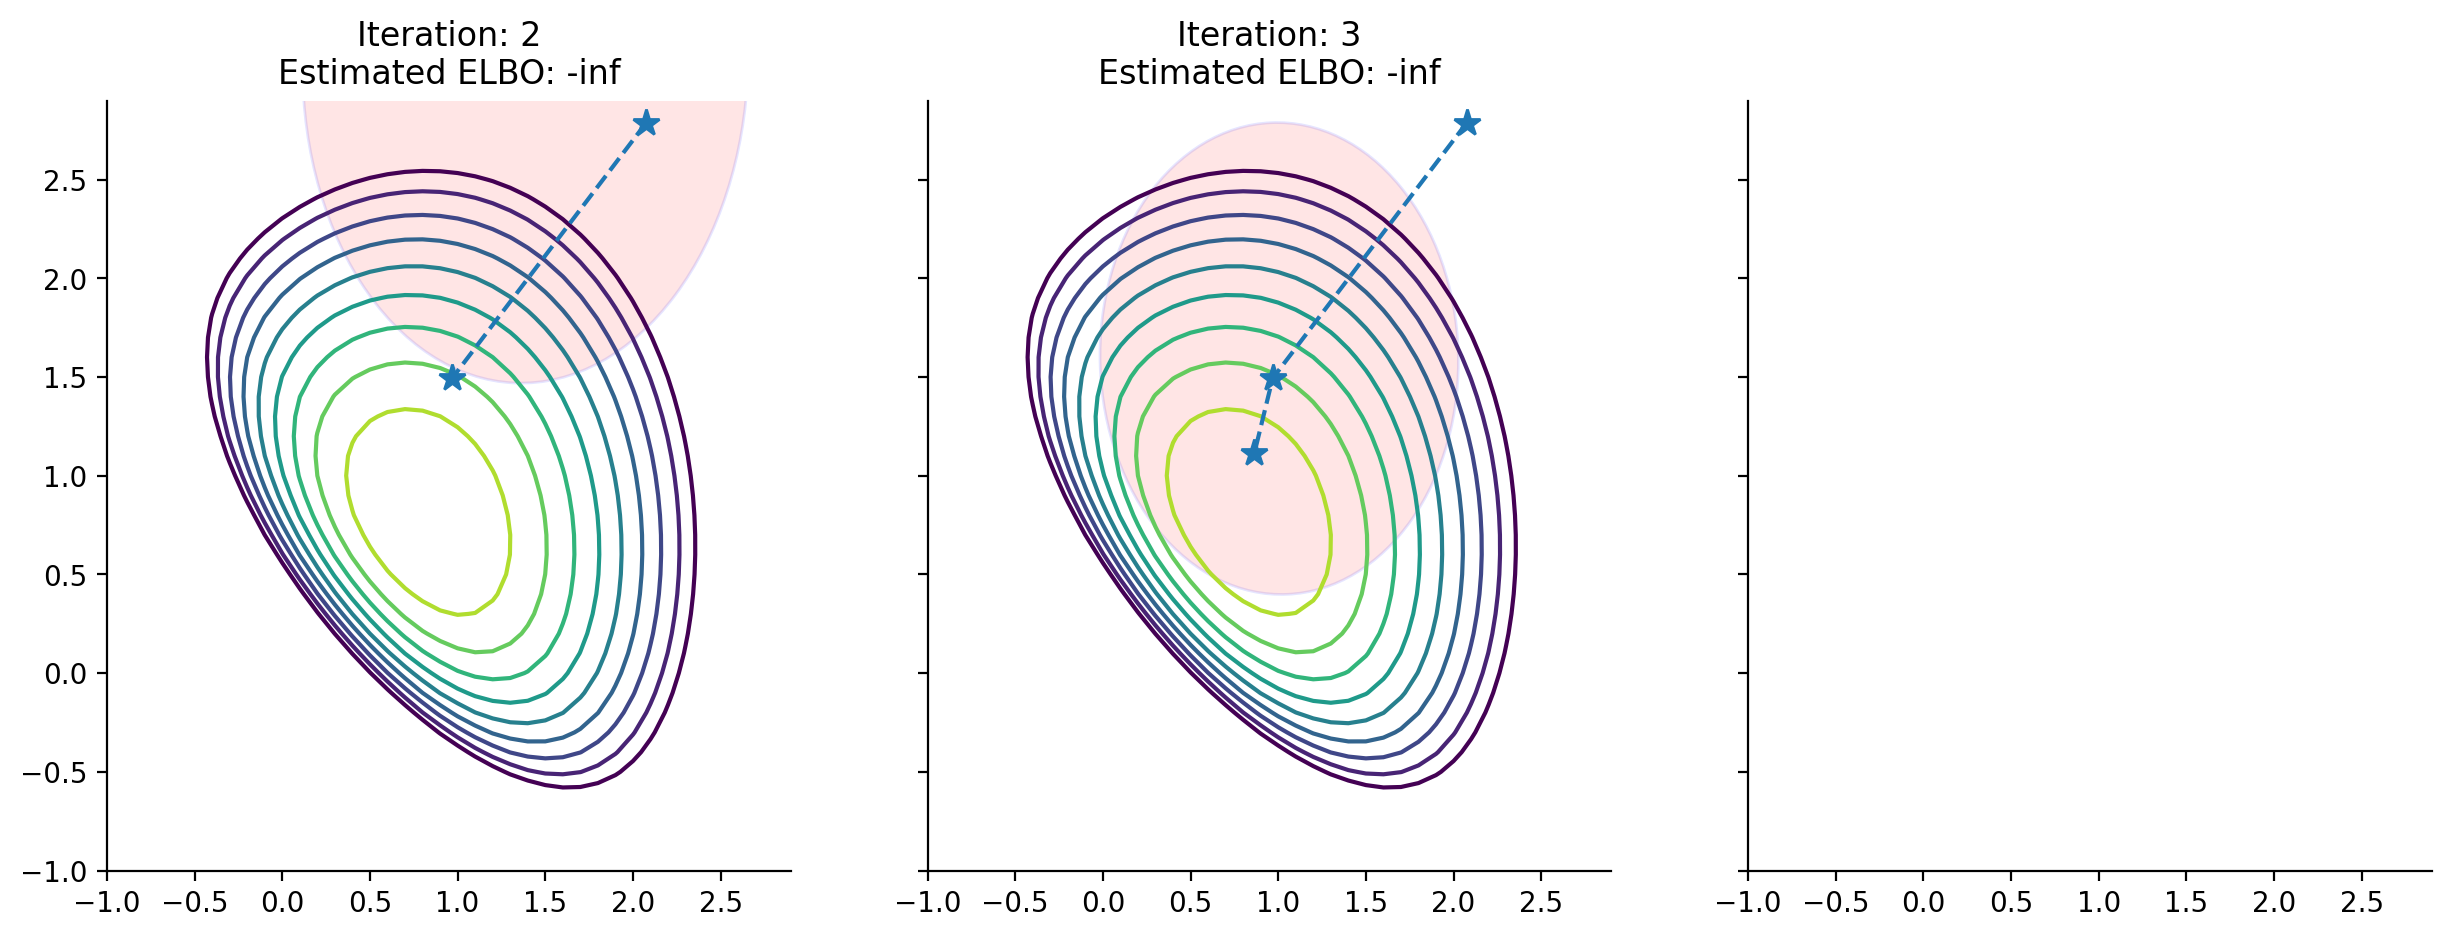 Iteration: 2
Estimated ELBO: -inf
Iteration: 3
Estimated ELBO: -inf
2.5
2.0
1.5
1.0
0.5
0.0
−0.5
−1.0
−1.0 −0.5 0.0 0.5 1.0 1.5 2.0 2.5
−1.0 −0.5 0.0 0.5 1.0 1.5 2.0 2.5
−1.0 −0.5 0.0 0.5 1.0 1.5 2.0 2.5